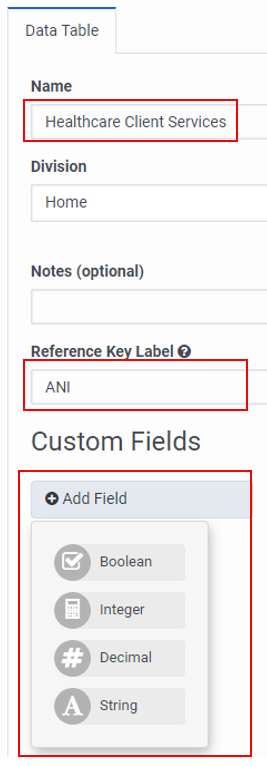 Data Table
Name
Healthcare Client Services
Division
Home
Notes (optional)
Reference Key Label
ANI
Custom Fields
Add Field
Boolean
Integer
Decimal
String